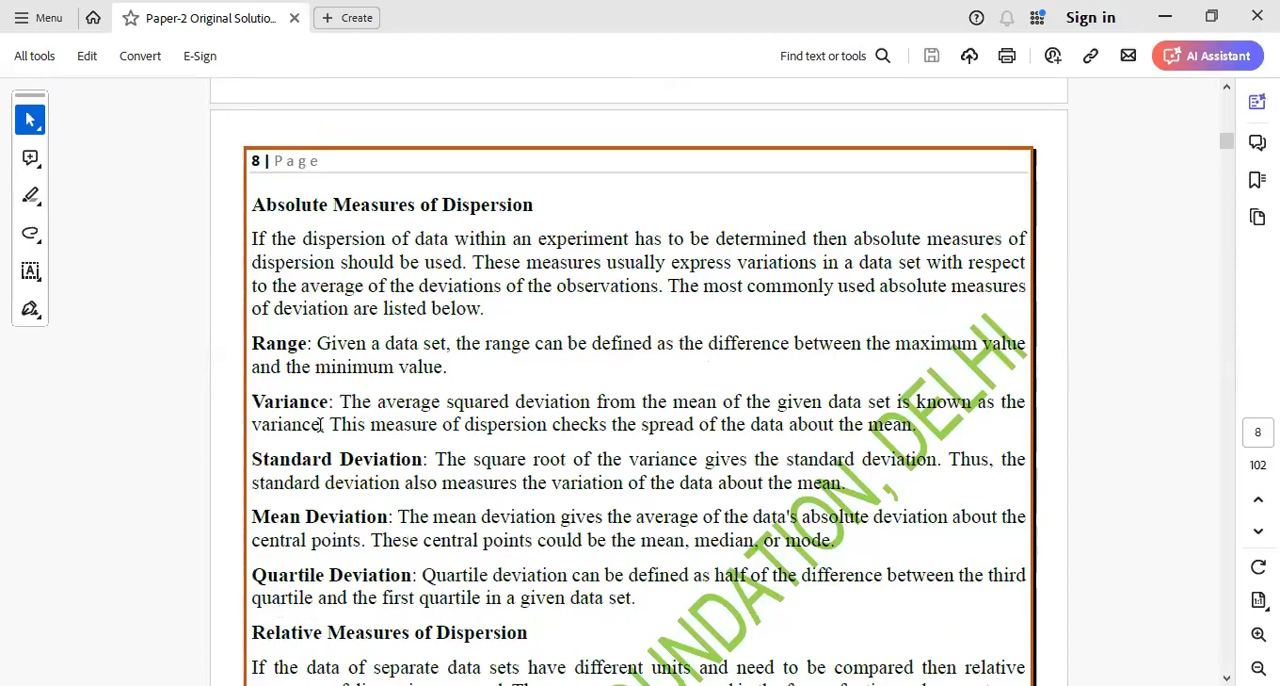 Menu
Paper-2 Original Solutio...
Create
Sign in
All tools
Edit
Convert
E-Sign
Find text or tools
AI Assistant
8 | Page
Absolute Measures of Dispersion
If the dispersion of data within an experiment has to be determined then absolute measures of
dispersion should be used. These measures usually express variations in a data set with respect
to the average of the deviations of the observations. The most commonly used absolute measures
of deviation are listed below.
Range: Given a data set, the range can be defined as the difference between the maximum value
and the minimum value.
Variance: The average squared deviation from the mean of the given data set is known as the
variance. This measure of dispersion checks the spread of the data about the mean.
Standard Deviation: The square root of the variance gives the standard deviation. Thus, the
standard deviation also measures the variation of the data about the mean.
Mean Deviation: The mean deviation gives the average of the data's absolute deviation about the
central points. These central points could be the mean, median, or mode.
Quartile Deviation: Quartile deviation can be defined as half of the difference between the third
quartile and the first quartile in a given data set.
Relative Measures of Dispersion
If the data of separate data sets have different units and need to be compared then relative
UNDATION, DELHI
8
102